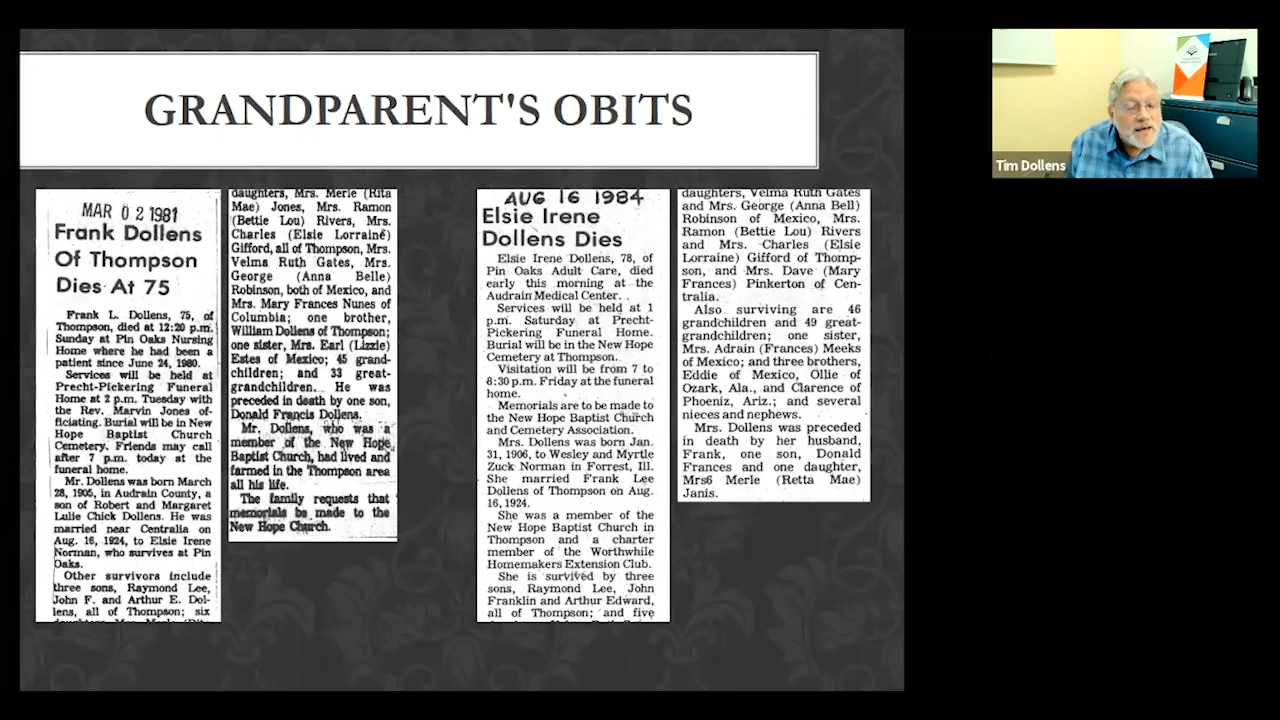 GRANDPARENT'S OBITS
MAR 02 1981
Frank Dollens
Of Thompson
Dies At 75
Frank L. Dollens, 75, of
Thompson, died at 12:20 p.m.
Sunday at Pin Oaks Nursing
Home where he had been a
patient since June 24, 1980.
Services will be held at
Precht-Pickering Funeral
Home at 2 p.m. Tuesday with
the Rev. Marvin Jones of-
ficiating. Burial will be in New
Hope Baptist Church
Cemetery. Friends may call
after 7 p.m. today at the
funeral home.
Mr. Dollens was born March
28, 1905, in Audrain County, a
son of Robert and Margaret
Lulie Chick Dollens. He was
married near Centralia on
Aug. 16, 1924, to Elsie Irene
Norman, who survives at Pin
Oaks.
Other survivors include
three sons, Raymond Lee,
John F. and Arthur E. Dol-
lens, all of Thompson; six
daughters, Mrs. Merle (Rita
Mae) Jones, Mrs. Ramon
(Bettie Lou) Rivers, Mrs.
Charles (Elsie Lorraine)
Gifford, all of Thompson, Mrs.
Velma Ruth Gates, Mrs.
George (Anna Belle)
Robinson, both of Mexico, and
Mrs. Mary Frances Nunes of
Columbia; one brother,
William Dollens of Thompson;
one sister, Mrs. Earl (Lizzie)
Estes of Mexico; 45 grand-
children; and 33 great-
grandchildren. He was
preceded in death by one son,
Donald Francis Dollens.
Mr. Dollens, who was a
member of the New Hope
Baptist Church, had lived and
farmed in the Thompson area
all his life.
The family requests that
memorials be made to the
New Hope Church.
AUG 16 1984
Elsie Irene
Dollens Dies
Elsie Irene Dollens, 78, of
Pin Oaks Adult Care, died
early this morning at the
Audrain Medical Center.
Services will be held at 1
p.m. Saturday at Precht-
Pickering Funeral Home.
Burial will be in the New Hope
Cemetery at Thompson.
Visitation will be from 7 to
8:30 p.m. Friday at the funeral
home.
Memorials are to be made to
the New Hope Baptist Church
and Cemetery Association.
Mrs. Dollens was born Jan.
31, 1906, to Wesley and Myrtle
Zuck Norman in Forrest, Ill.
She married Frank Lee
Dollens of Thompson on Aug.
16, 1924.
She was a member of the
New Hope Baptist Church in
Thompson and a charter
member of the Worthwhile
Homemakers Extension Club.
She is survived by three
sons, Raymond Lee, John
Franklin and Arthur Edward,
all of Thompson; and five
daughters, Velma Ruth Gates
and Mrs. George (Anna Bell)
Robinson of Mexico, Mrs.
Ramon (Bettie Lou) Rivers
and Mrs. Charles (Elsie
Lorraine) Gifford of Thomp-
son, and Mrs. Dave (Mary
Frances) Pinkerton of Cen-
tralia.
Also surviving are 46
grandchildren and 49 great-
grandchildren; one sister,
Mrs. Adrain (Frances) Meeks
of Mexico; and three brothers,
Eddie of Mexico, Ollie of
Ozark, Ala., and Clarence of
Phoeniz, Ariz.; and several
nieces and nephews.
Mrs. Dollens was preceded
in death by her husband,
Frank, one son, Donald
Frances and one daughter,
Mrs6 Merle (Retta Mae)
Janis.
Tim Dollens